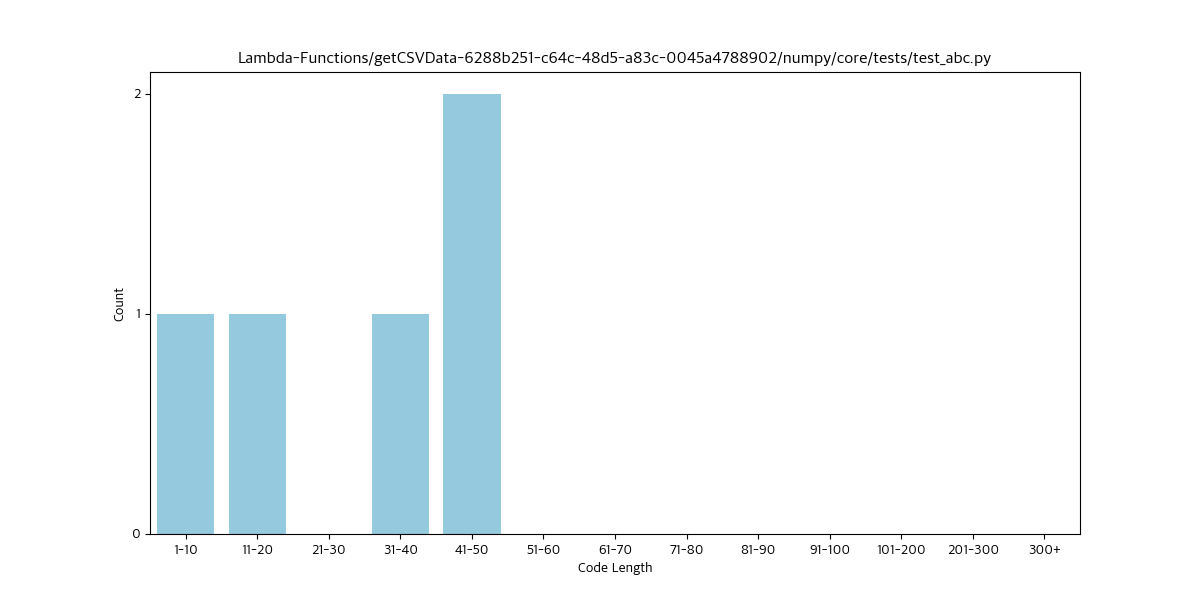 Lambda-Functions/getCSVData-6288b251-c64c-48d5-a83c-0045a4788902/numpy/core/tests/test_abc.py
2
1
0
Count
1-10 11-20 21-30 31-40 41-50 51-60 61-70 71-80 81-90 91-100 101-200 201-300 300+
Code Length